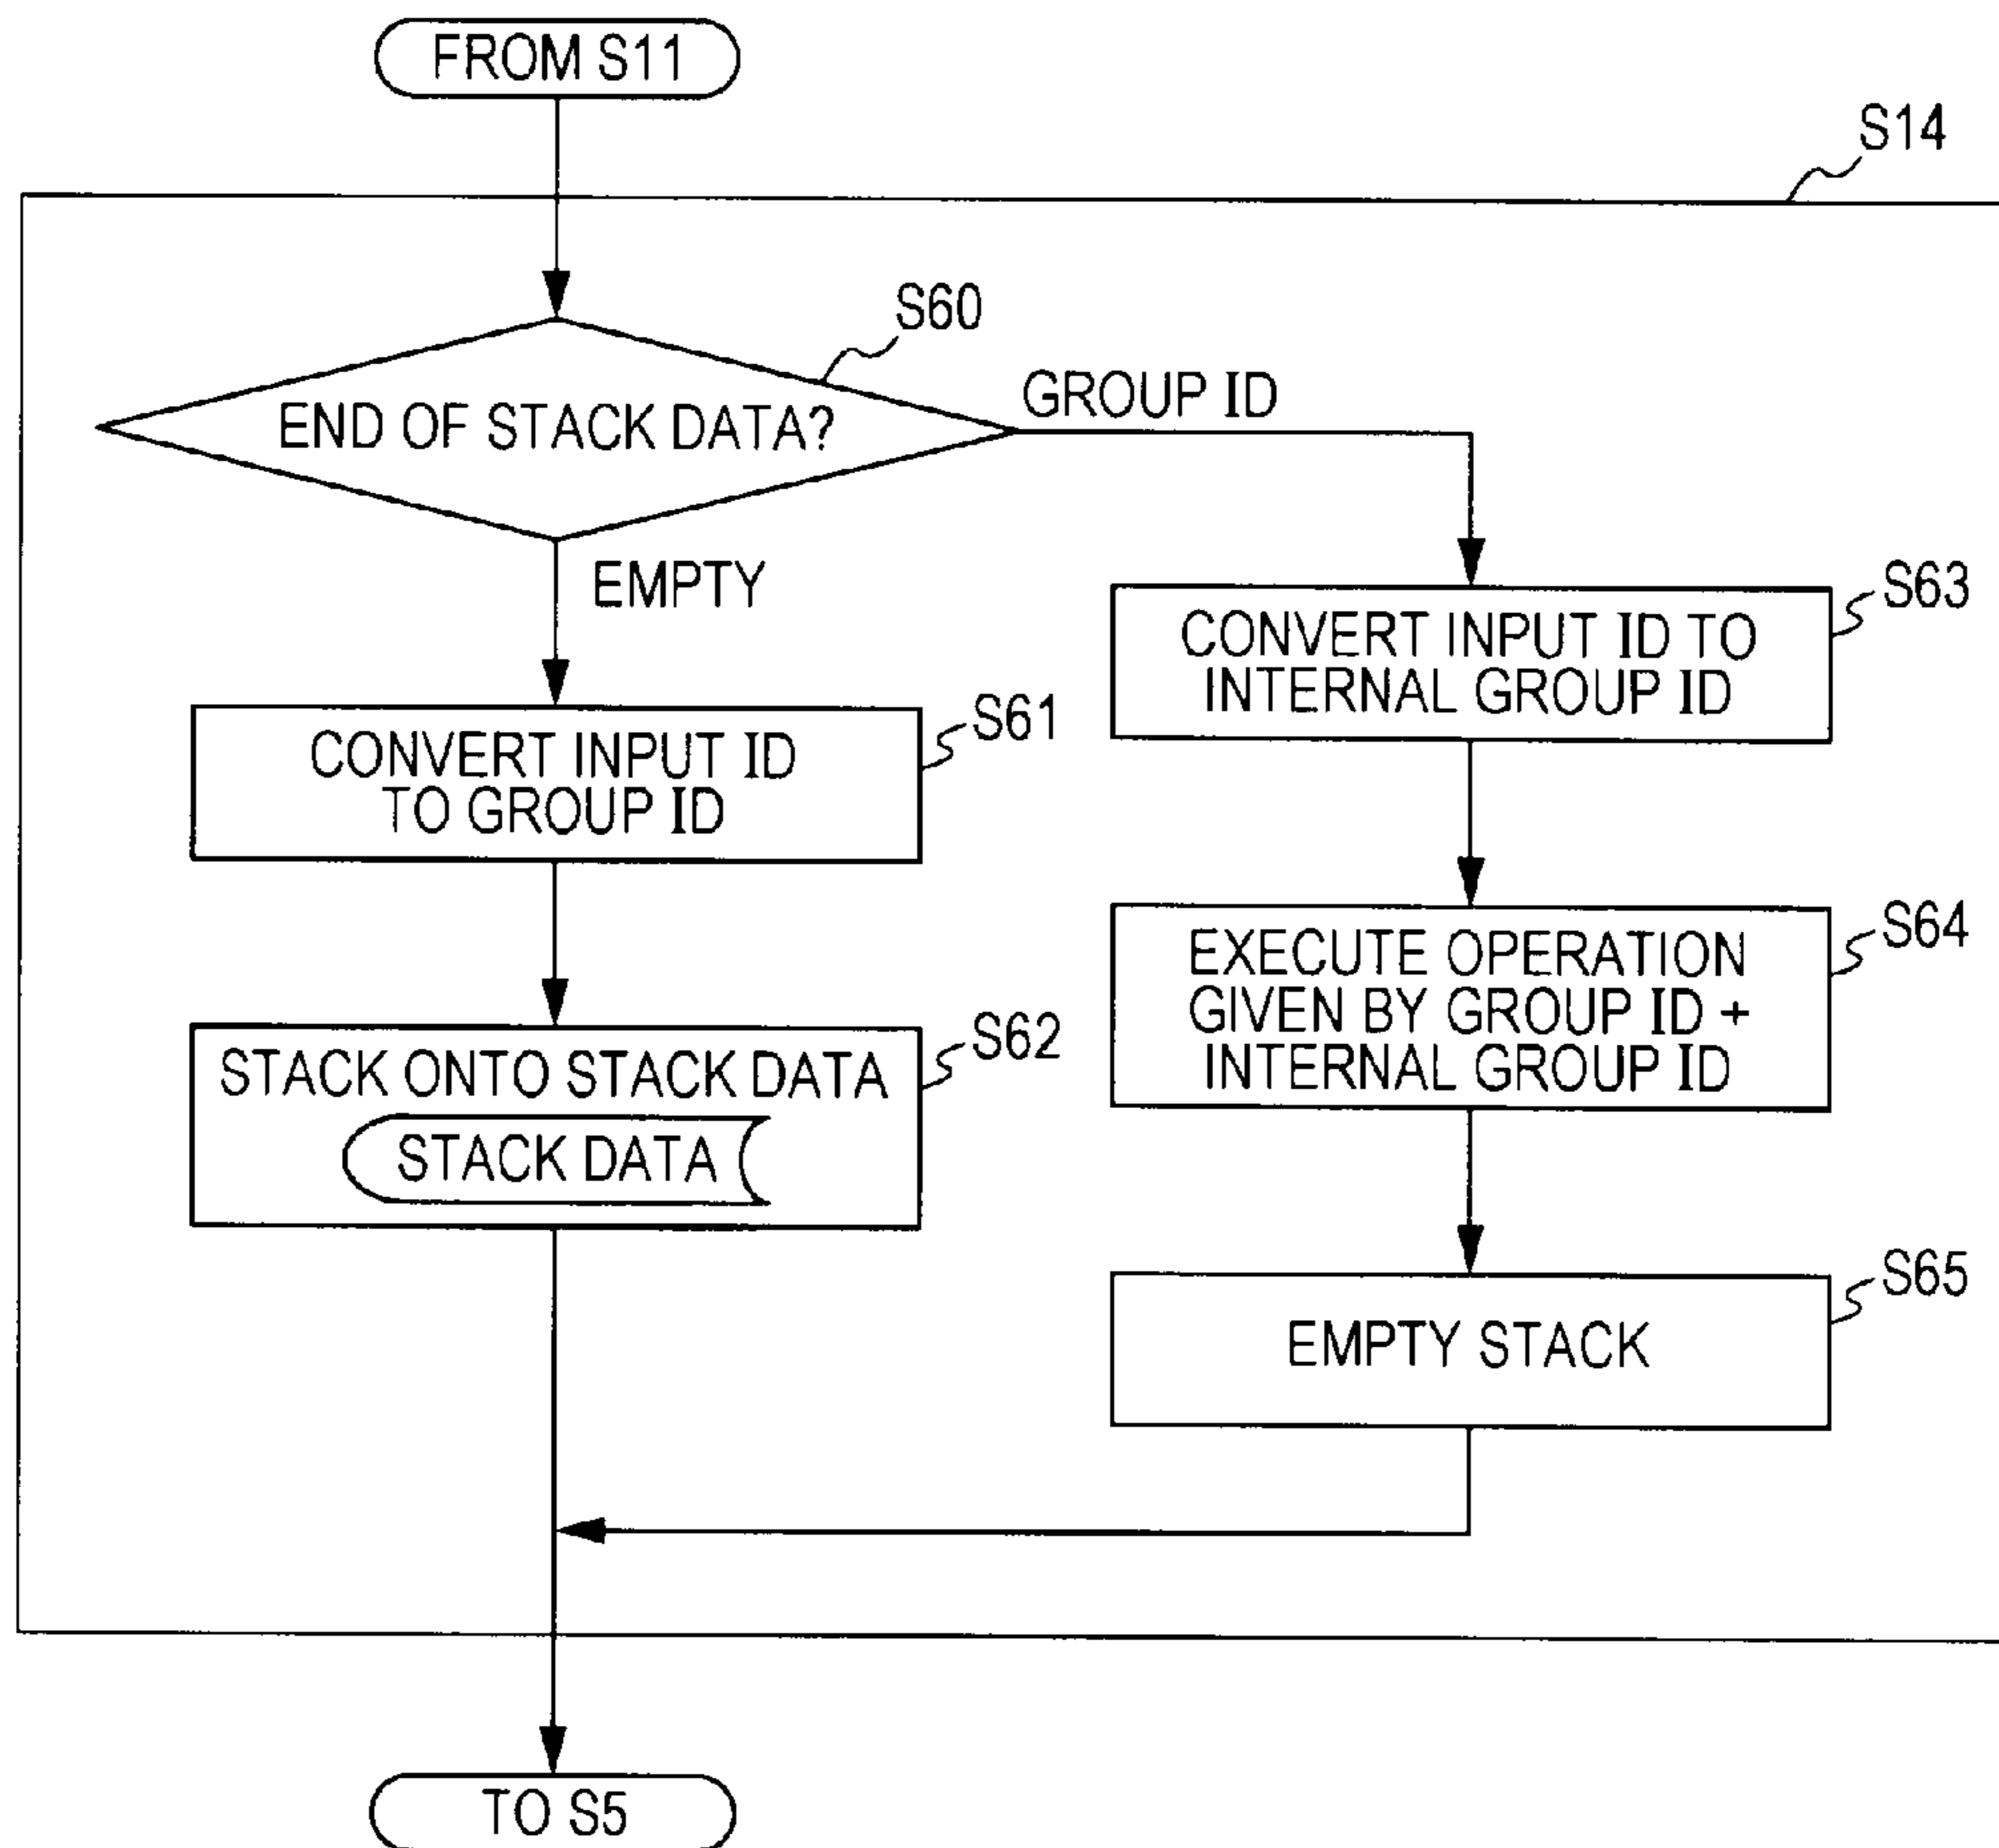 FROM S11
S14
S60
END OF STACK DATA?
GROUP ID
EMPTY
S61
CONVERT INPUT ID
TO GROUP ID
S62
STACK ONTO STACK DATA
STACK DATA
S63
CONVERT INPUT ID TO
INTERNAL GROUP ID
S64
EXECUTE OPERATION
GIVEN BY GROUP ID +
INTERNAL GROUP ID
S65
EMPTY STACK
TO S5